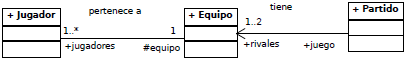 pertenece a
tiene
+ Jugador
+ Equipo
+ Partido
1..*
1
1..2
+jugadores
#equipo
+rivales
+juego